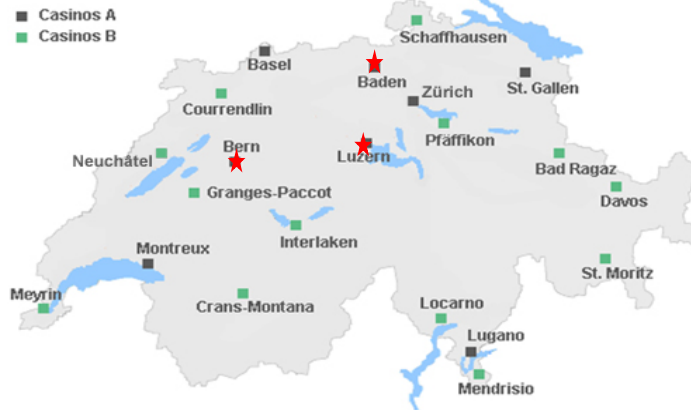 Casinos A
Casinos B
Schaffhausen
Basel
Baden
St. Gallen
Zürich
Courrendlin
Pfäffikon
Bern
Luzern
Neuchâtel
Bad Ragaz
Granges-Paccot
Davos
Interlaken
Montreux
St. Moritz
Meyrin
Crans-Montana
Locarno
Lugano
Mendrisio